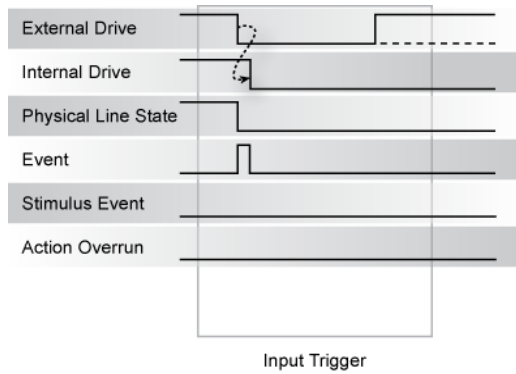 External Drive
Internal Drive
Physical Line State
Event
Stimulus Event
Action Overrun
Input Trigger